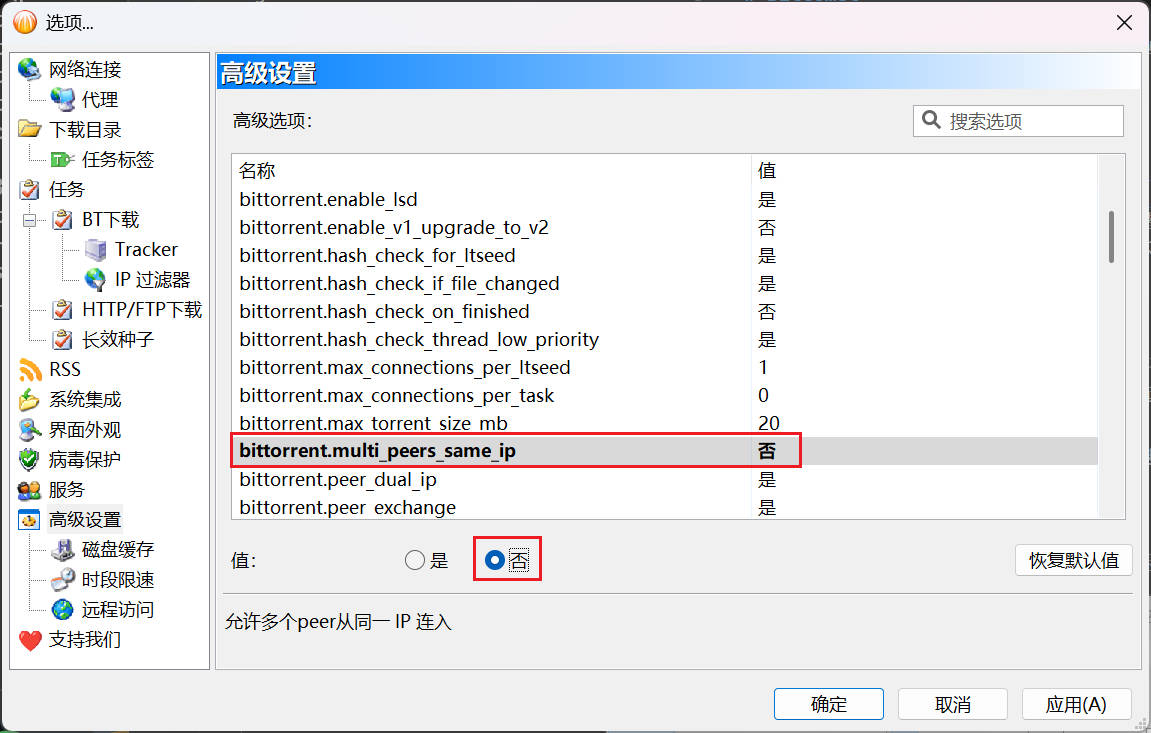 选项...
网络连接
代理
下载目录
任务标签
任务
BT下载
Tracker
IP 过滤器
HTTP/FTP下载
长效种子
RSS
系统集成
界面外观
病毒保护
服务
高级设置
磁盘缓存
时段限速
远程访问
支持我们
高级设置
高级选项:
搜索选项
名称 值
bittorrent.enable_lsd 是
bittorrent.enable_v1_upgrade_to_v2 否
bittorrent.hash_check_for_ltseed 是
bittorrent.hash_check_if_file_changed 是
bittorrent.hash_check_on_finished 否
bittorrent.hash_check_thread_low_priority 是
bittorrent.max_connections_per_ltseed 1
bittorrent.max_connections_per_task 0
bittorrent.max_torrent_size_mb 20
bittorrent.multi_peers_same_ip 否
bittorrent.peer_dual_ip 是
bittorrent.peer_exchange 是
值: 是 否 恢复默认值
允许多个peer从同一 IP 连入
确定 取消 应用(A)